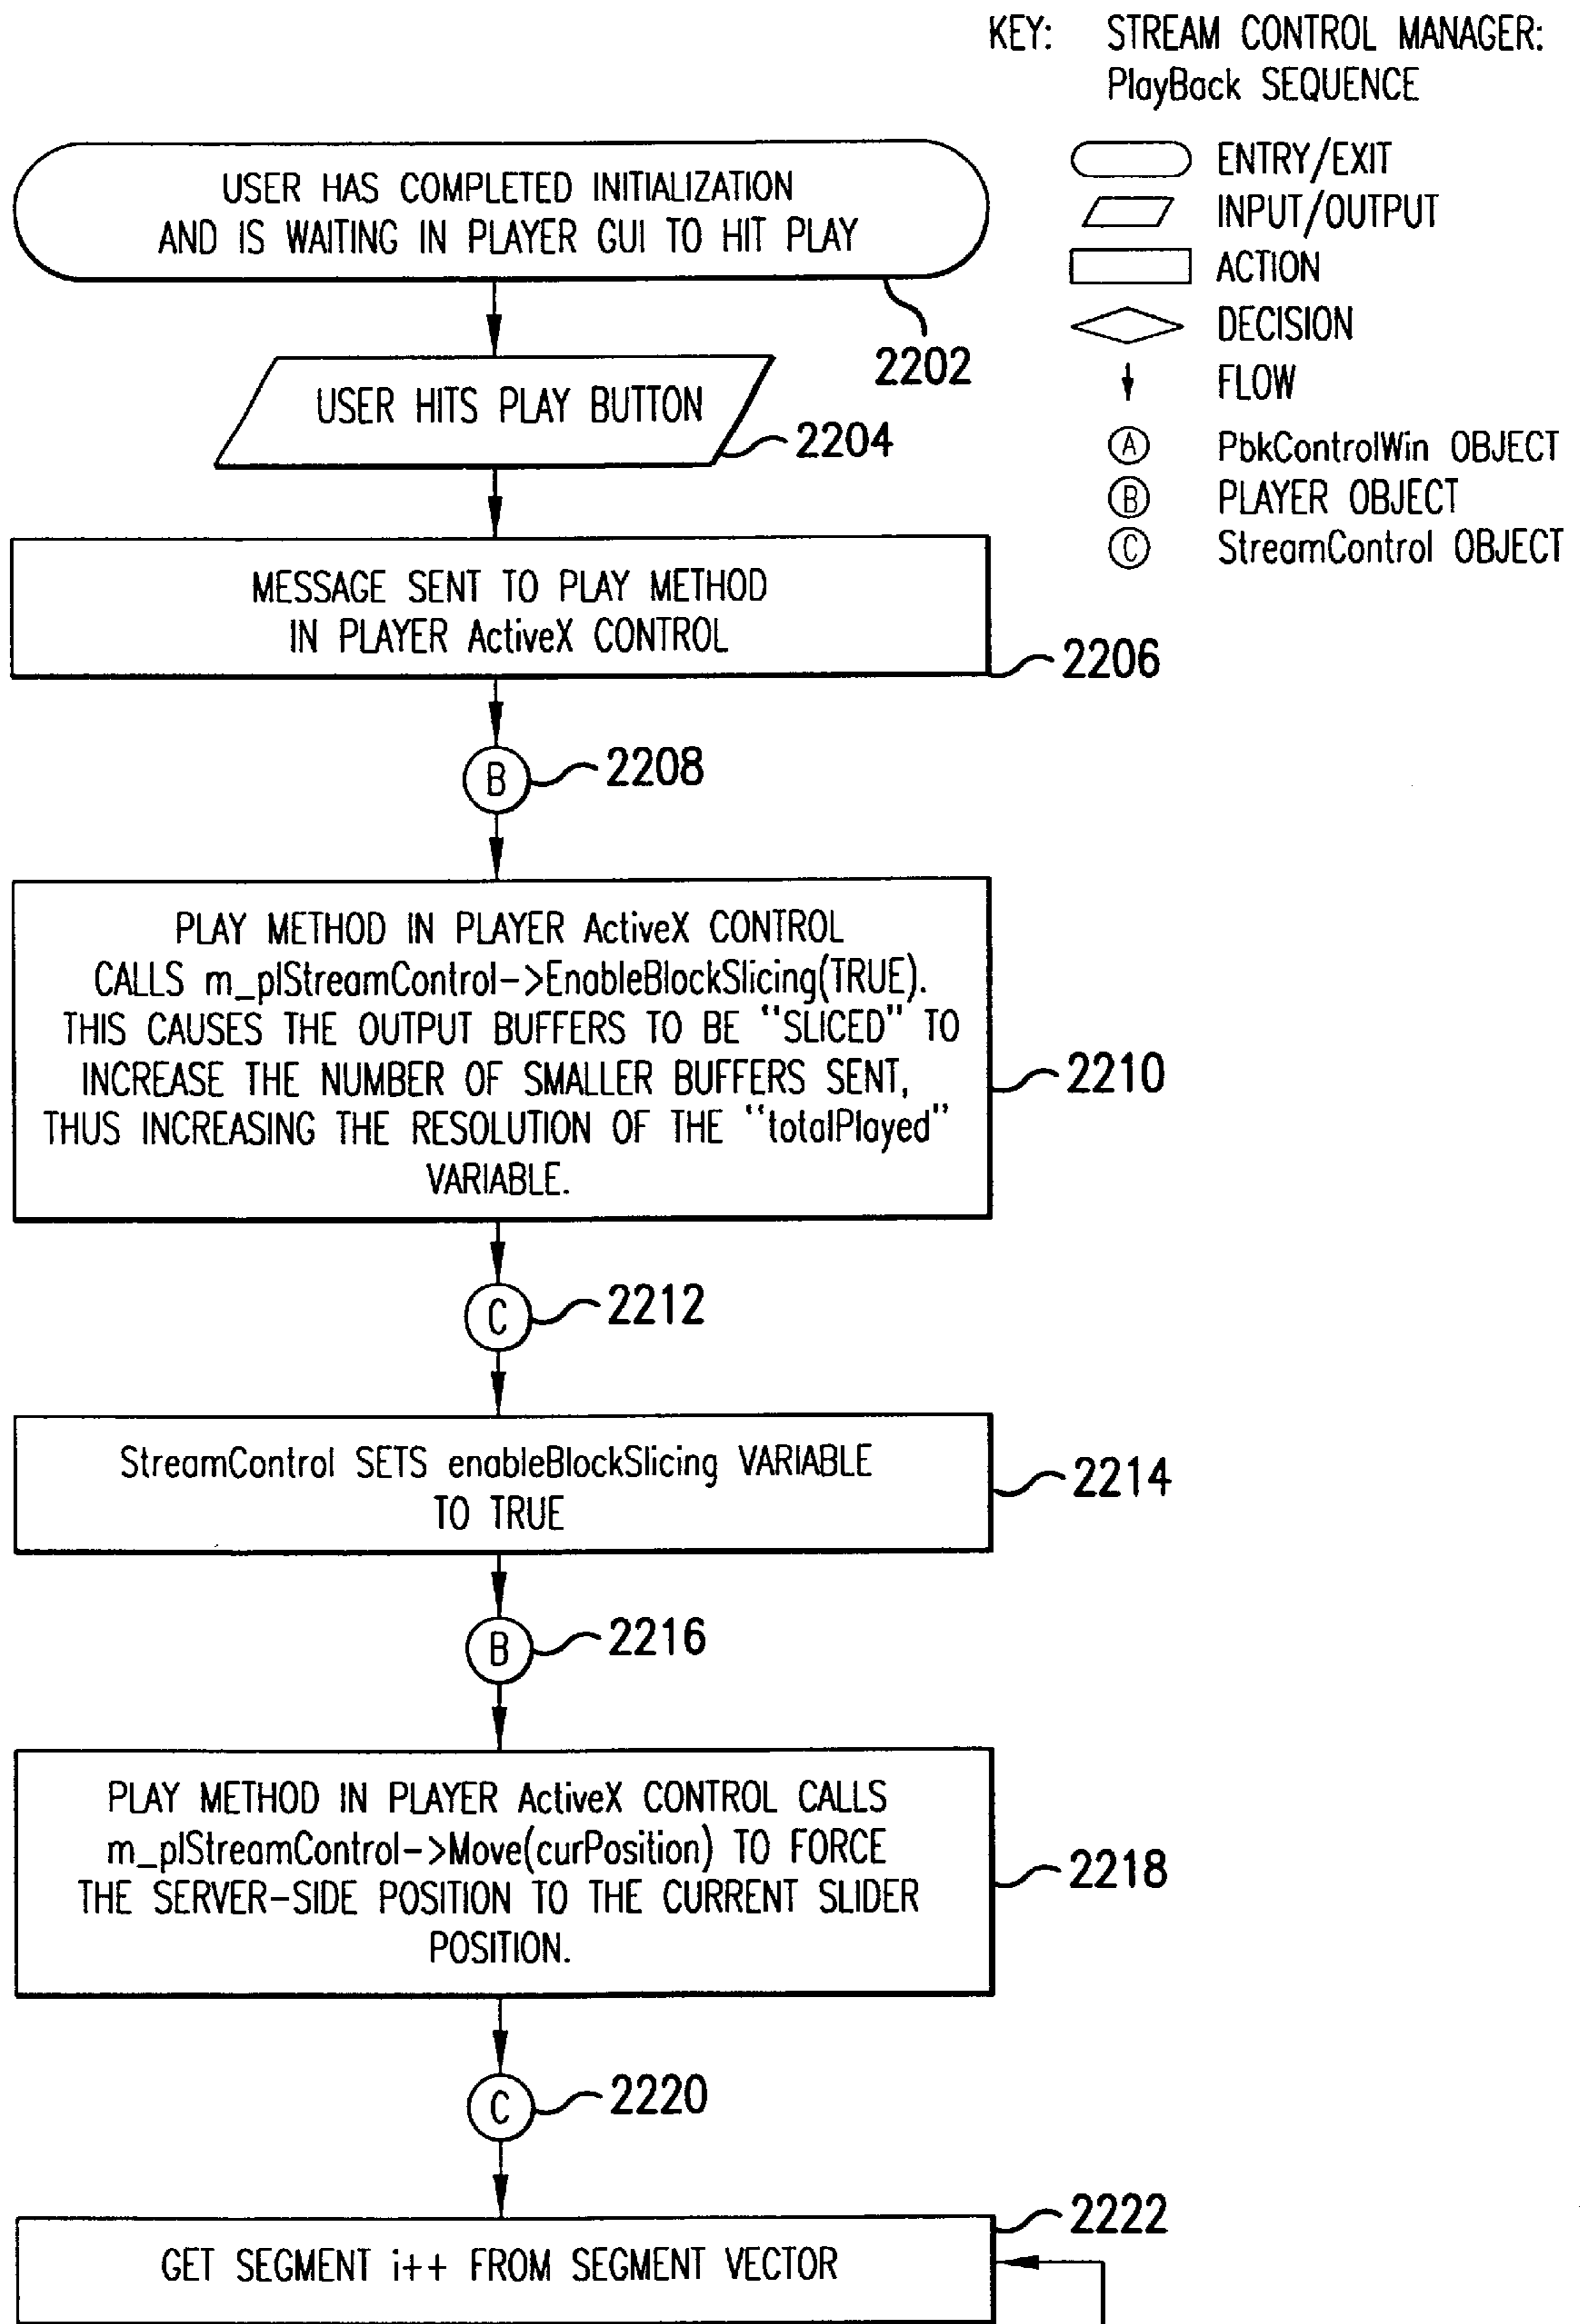 KEY: STREAM CONTROL MANAGER:
PlayBack SEQUENCE
ENTRY/EXIT
INPUT/OUTPUT
ACTION
DECISION
FLOW
A PbkControlWin OBJECT
B PLAYER OBJECT
C StreamControl OBJECT
USER HAS COMPLETED INITIALIZATION
AND IS WAITING IN PLAYER GUI TO HIT PLAY
2202
USER HITS PLAY BUTTON
2204
MESSAGE SENT TO PLAY METHOD
IN PLAYER ActiveX CONTROL
2206
B 2208
PLAY METHOD IN PLAYER ActiveX CONTROL
CALLS m_plStreamControl->EnableBlockSlicing(TRUE).
THIS CAUSES THE OUTPUT BUFFERS TO BE "SLICED" TO
INCREASE THE NUMBER OF SMALLER BUFFERS SENT,
THUS INCREASING THE RESOLUTION OF THE "totalPlayed"
VARIABLE.
2210
C 2212
StreamControl SETS enableBlockSlicing VARIABLE
TO TRUE
2214
B 2216
PLAY METHOD IN PLAYER ActiveX CONTROL CALLS
m_plStreamControl->Move(curPosition) TO FORCE
THE SERVER-SIDE POSITION TO THE CURRENT SLIDER
POSITION.
2218
C 2220
2222
GET SEGMENT i++ FROM SEGMENT VECTOR